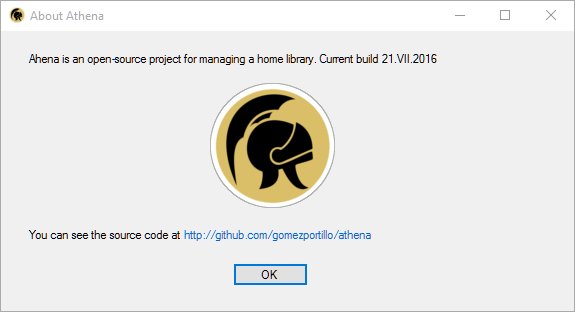 About Athena
Ahena is an open-source project for managing a home library. Current build 21.VII.2016
You can see the source code at http://github.com/gomezportillo/athena
OK